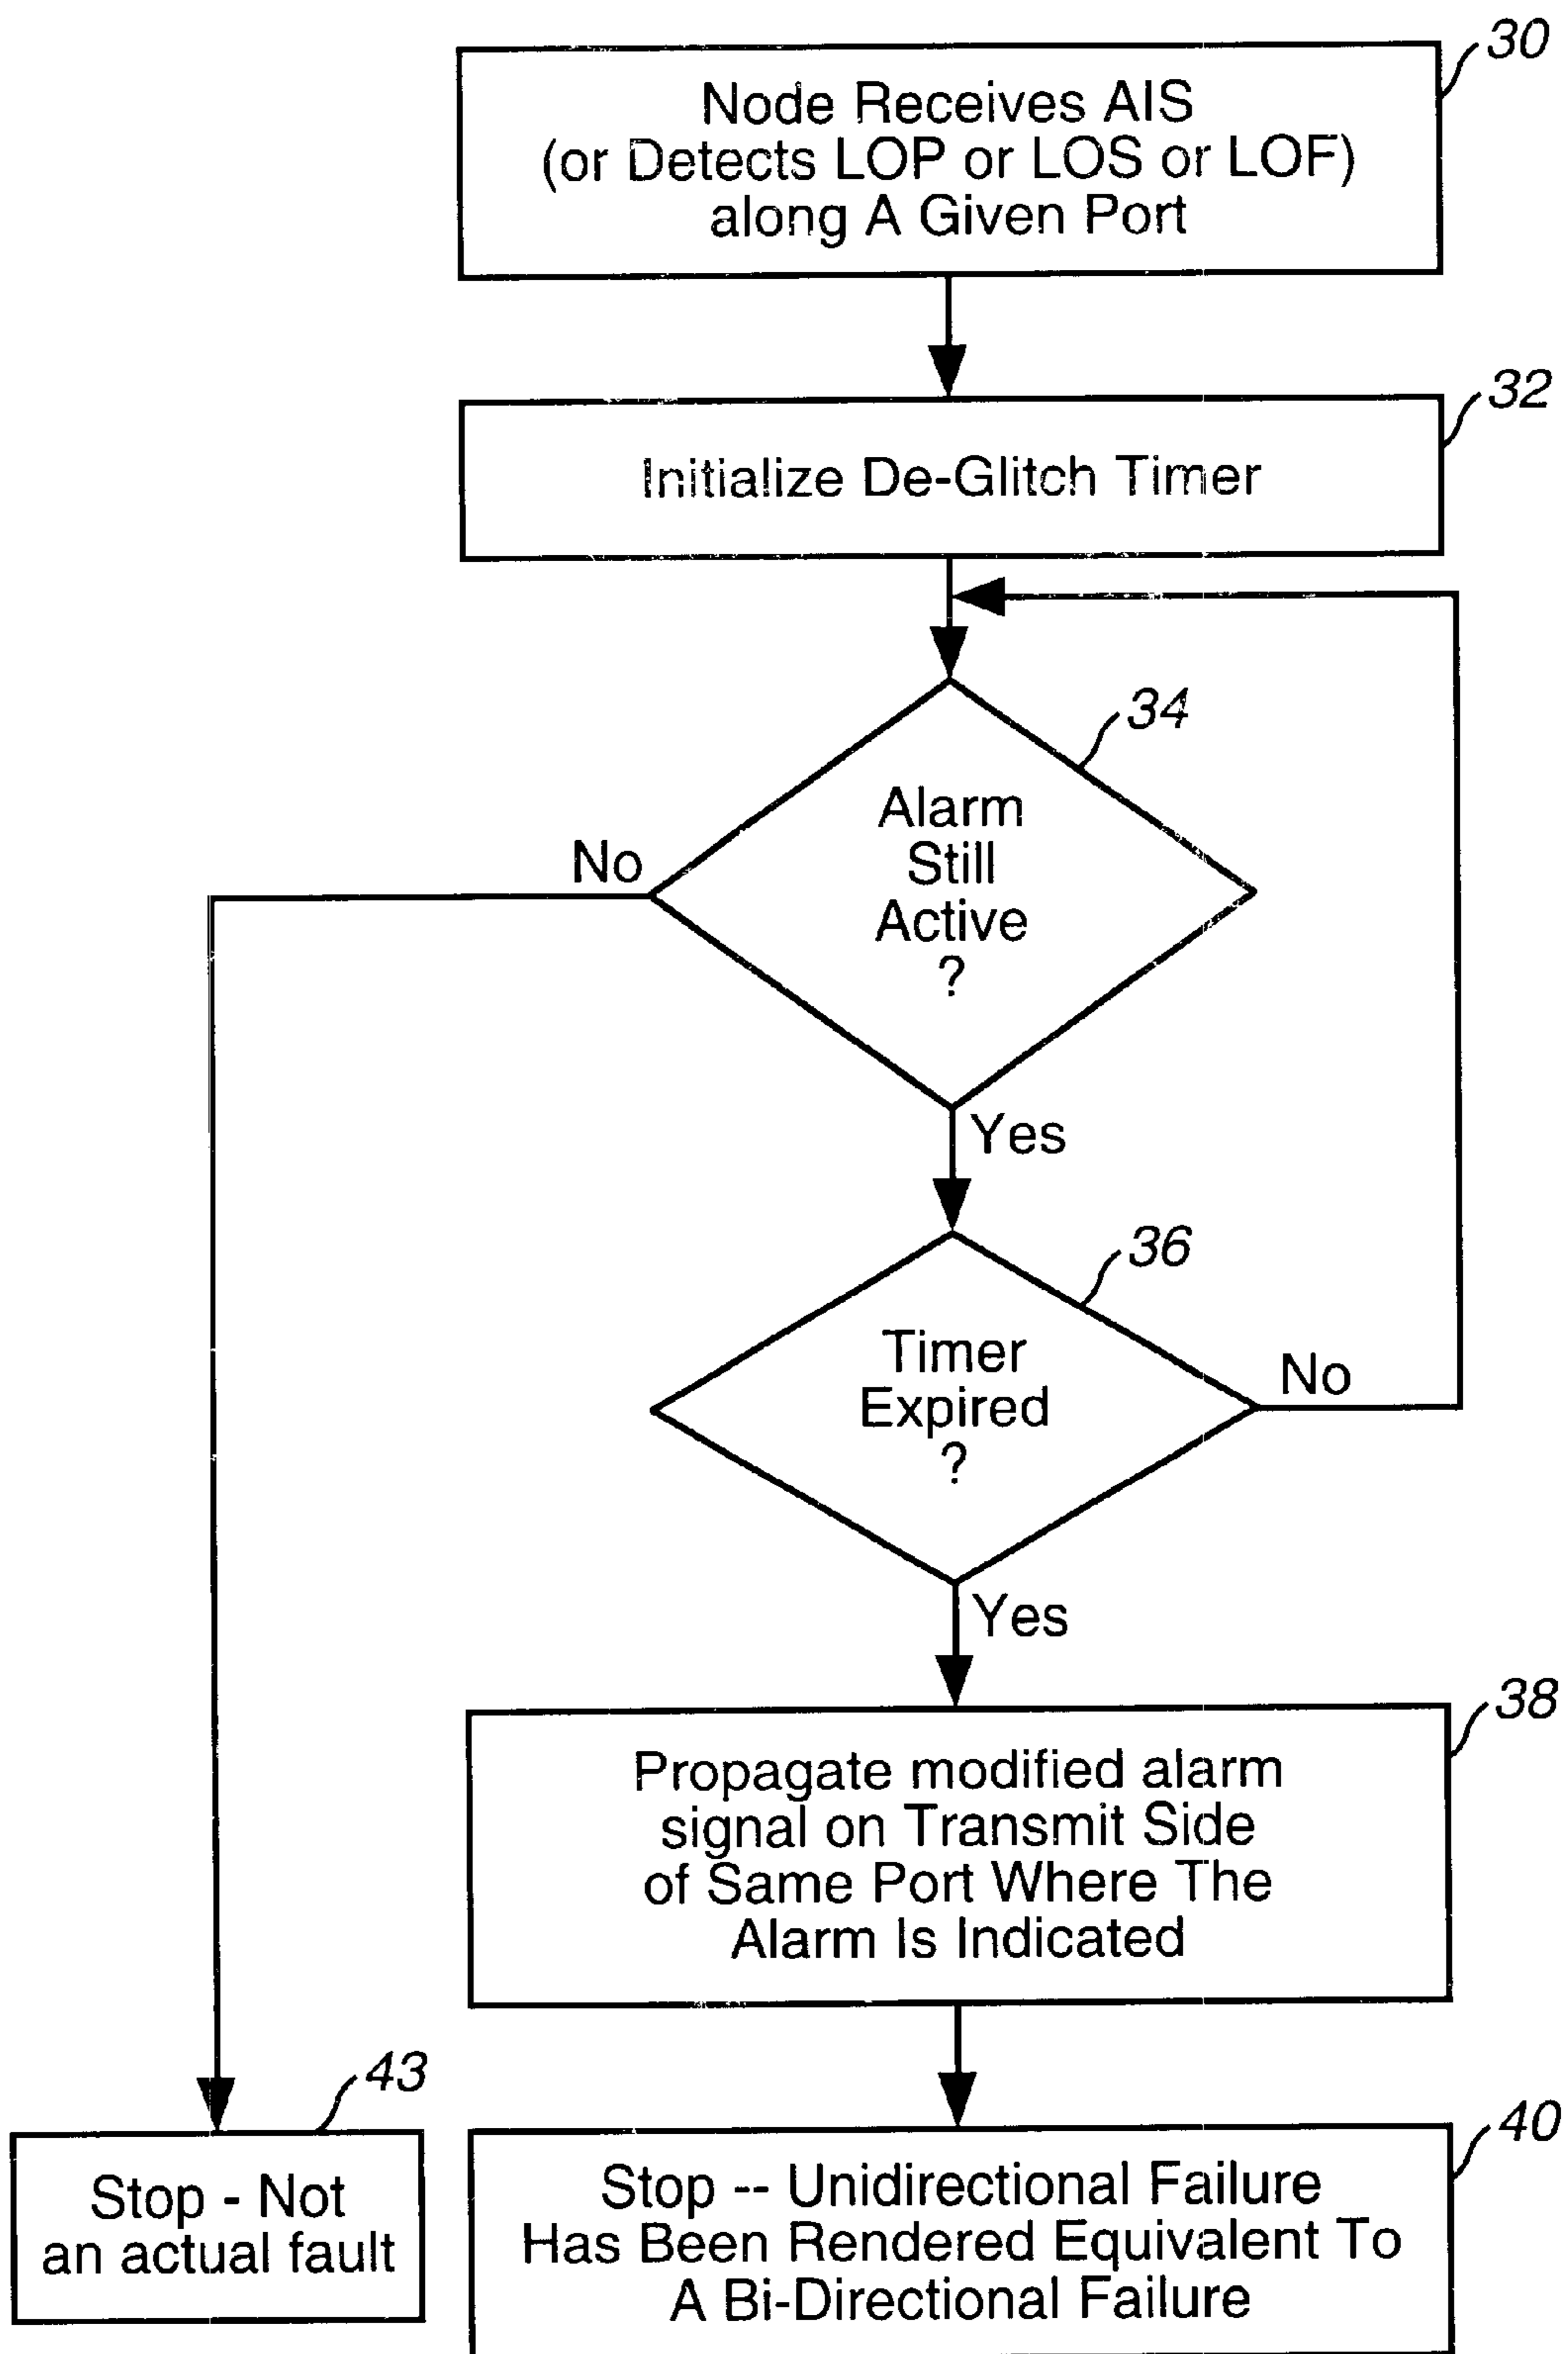 30
Node Receives AIS
(or Detects LOP or LOS or LOF)
along A Given Port
32
Initialize De-Glitch Timer
34
Alarm
Still
Active
?
No
Yes
36
Timer
Expired
?
No
Yes
38
Propagate modified alarm
signal on Transmit Side
of Same Port Where The
Alarm Is Indicated
43
Stop - Not
an actual fault
40
Stop -- Unidirectional Failure
Has Been Rendered Equivalent To
A Bi-Directional Failure